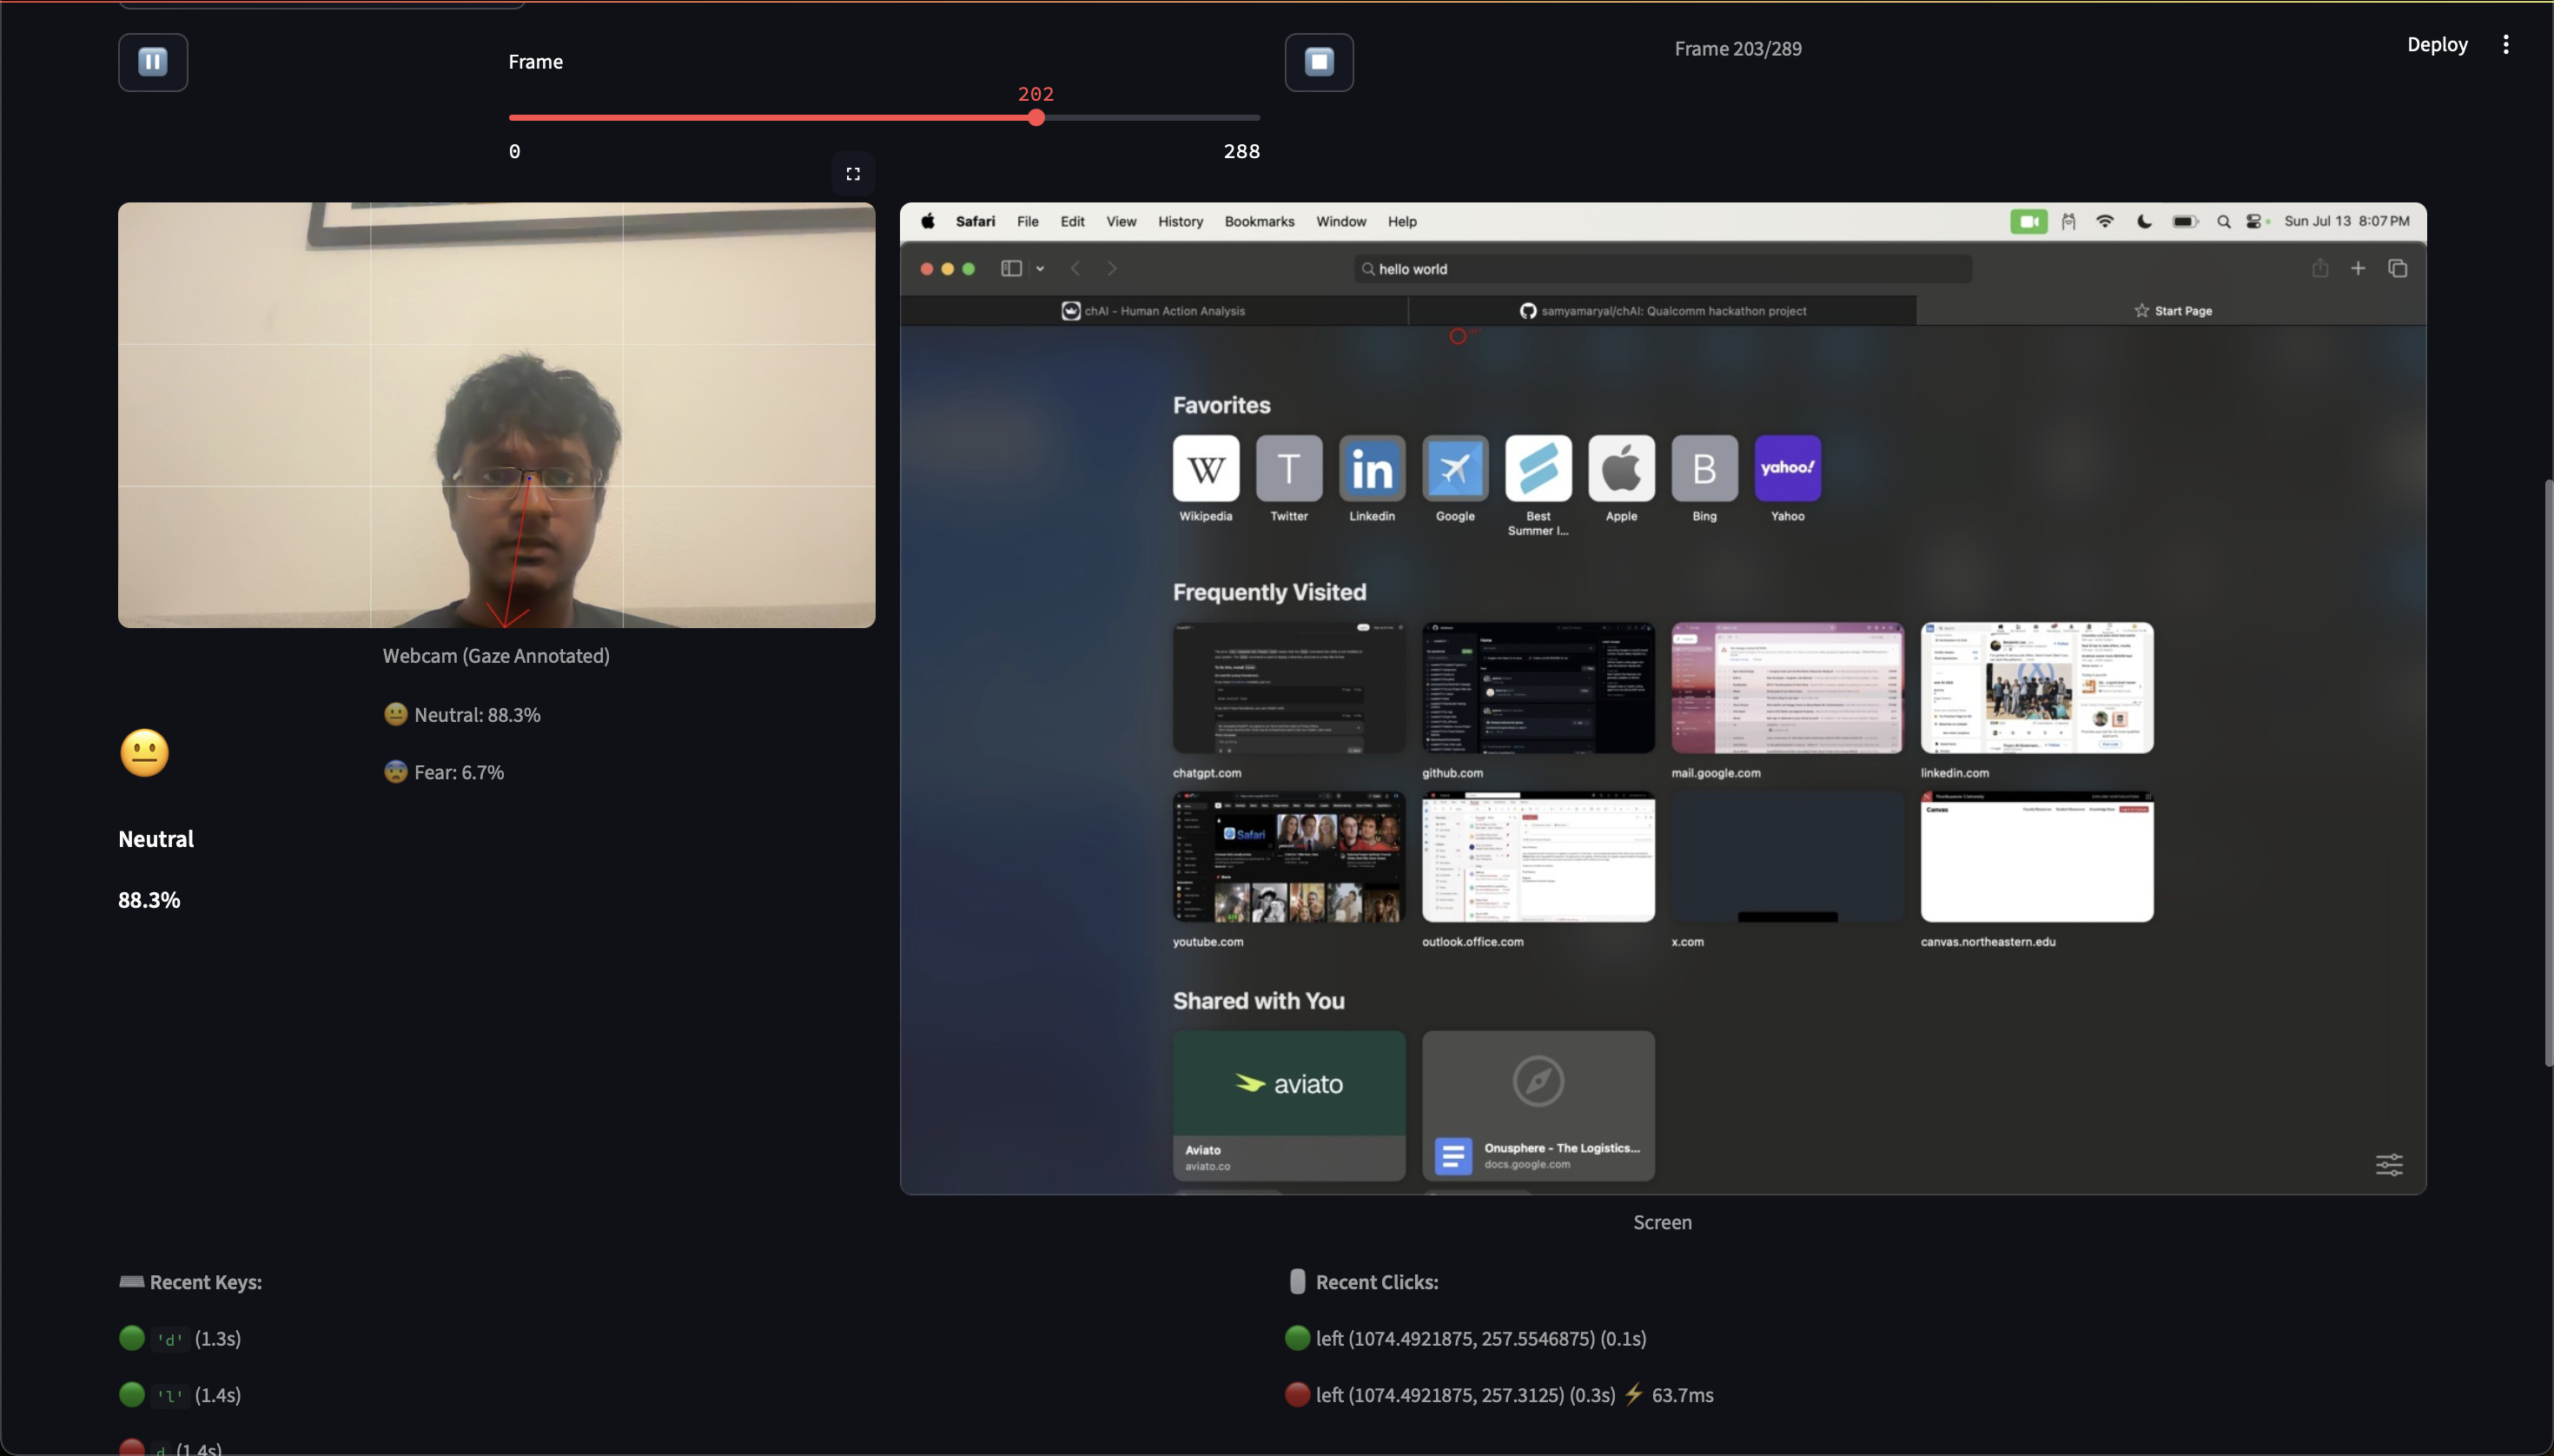 Frame
Frame 203/289
Deploy
202
0
288
Safari File Edit View History Bookmarks Window Help
Sun Jul 13 8:07 PM
hello world
chAI - Human Action Analysis
samyamaryal/chAI: Qualcomm hackathon project
Start Page
Favorites
W T in B yahoo!
Wikipedia Twitter Linkedin Google Best Apple Bing Yahoo
Summer I...
Frequently Visited
chatgpt.com github.com mail.google.com linkedin.com
Safari
Canvas
youtube.com outlook.office.com x.com canvas.northeastern.edu
Shared with You
aviato
Aviato
aviato.co
Onusphere - The Logistics...
docs.google.com
Webcam (Gaze Annotated)
Neutral: 88.3%
Fear: 6.7%
Neutral
88.3%
Screen
Recent Keys:
'd' (1.3s)
'l' (1.4s)
d (1.4s)
Recent Clicks:
left (1074.4921875, 257.5546875) (0.1s)
left (1074.4921875, 257.3125) (0.3s) ⚡ 63.7ms